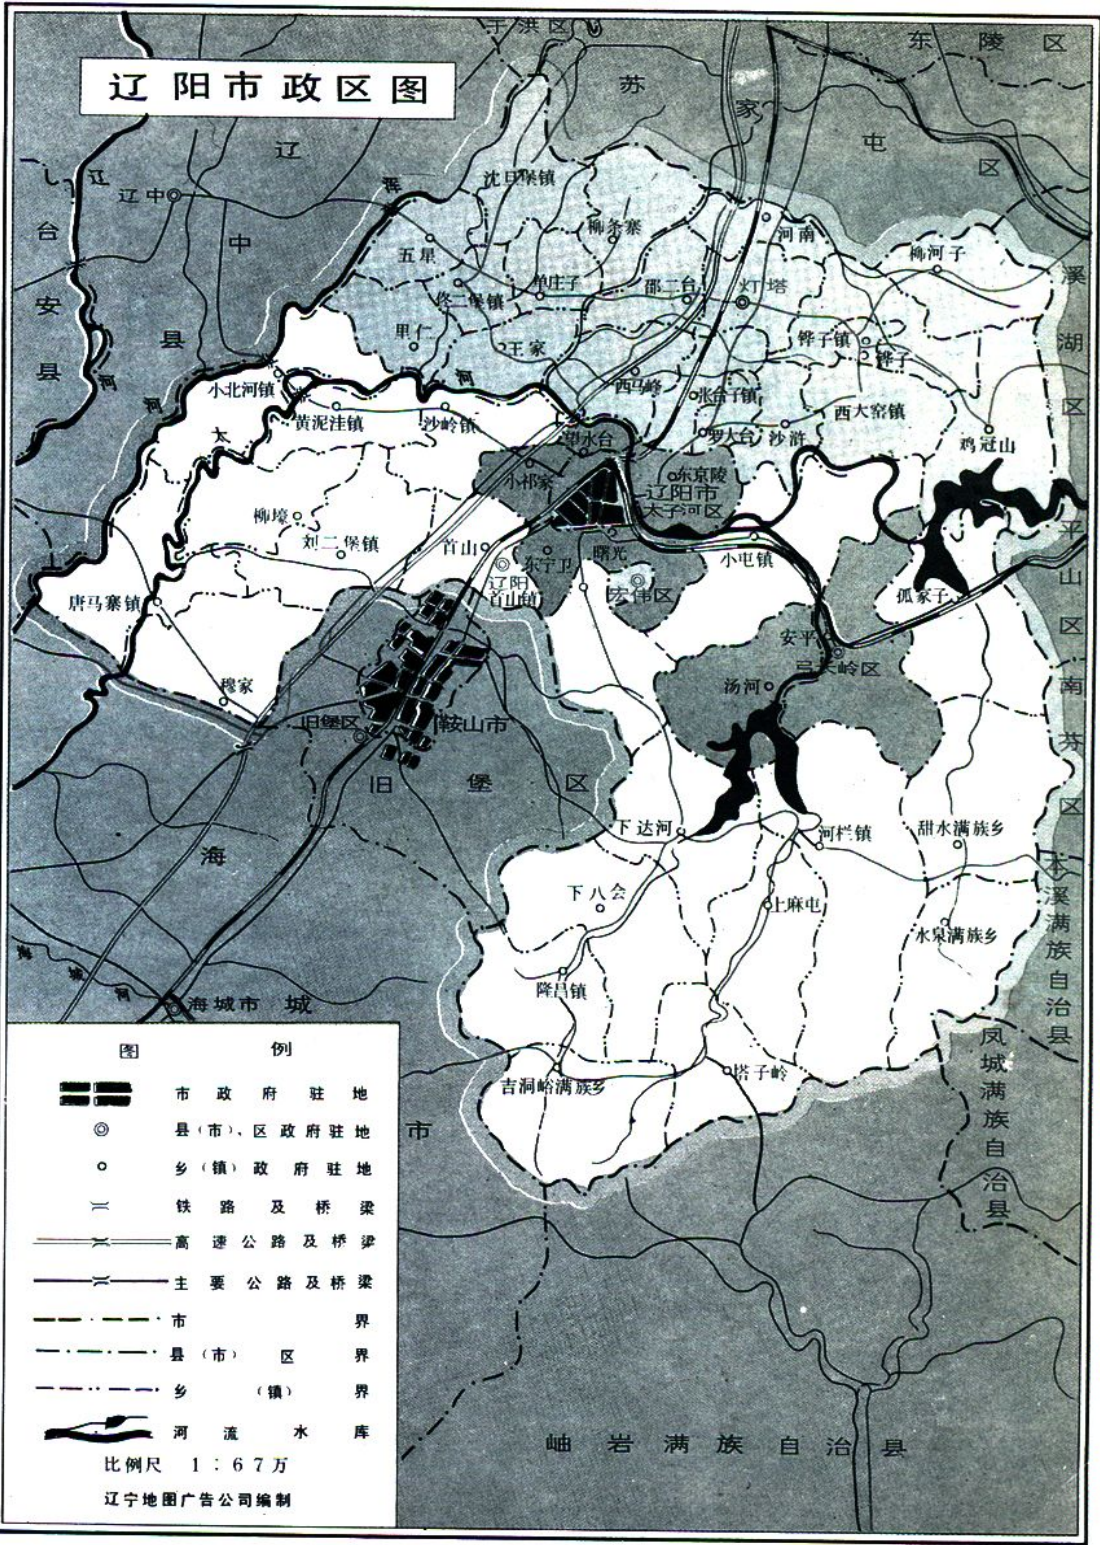 辽阳市政区图
于洪区
东陵区
苏家屯区
辽中
辽中县
台安县
辽河
浑河
沈旦堡镇
柳条寨
河南
柳河子
五星
佟二堡镇
单庄子
邵二台
灯塔
里仁
王家
铧子镇
铧子
溪湖区
小北河镇
西马峰
张台子镇
西大窑镇
黄泥洼镇
沙岭镇
望水台
罗大台
沙浒
鸡冠山
太
河
小祁家
东京陵
辽阳市
太子河区
柳壕
刘二堡镇
首山
东宁卫
曙光
小屯镇
平山区
唐马寨镇
辽阳
首山镇
宏伟区
孤家子
安平
弓长岭区
穆家
汤河
南芬区
旧堡区
鞍山市
旧堡区
下达河
河栏镇
甜水满族乡
海城市
下八会
上麻屯
水泉满族乡
本溪满族自治县
海城河
海城市
隆昌镇
吉洞峪满族乡
塔子岭
凤城满族自治县
岫岩满族自治县
图例
市政府驻地
县(市)、区政府驻地
乡(镇)政府驻地
铁路及桥梁
高速公路及桥梁
主要公路及桥梁
市界
县(市)区界
乡(镇)界
河流水库
比例尺 1:67万
辽宁地图广告公司编制